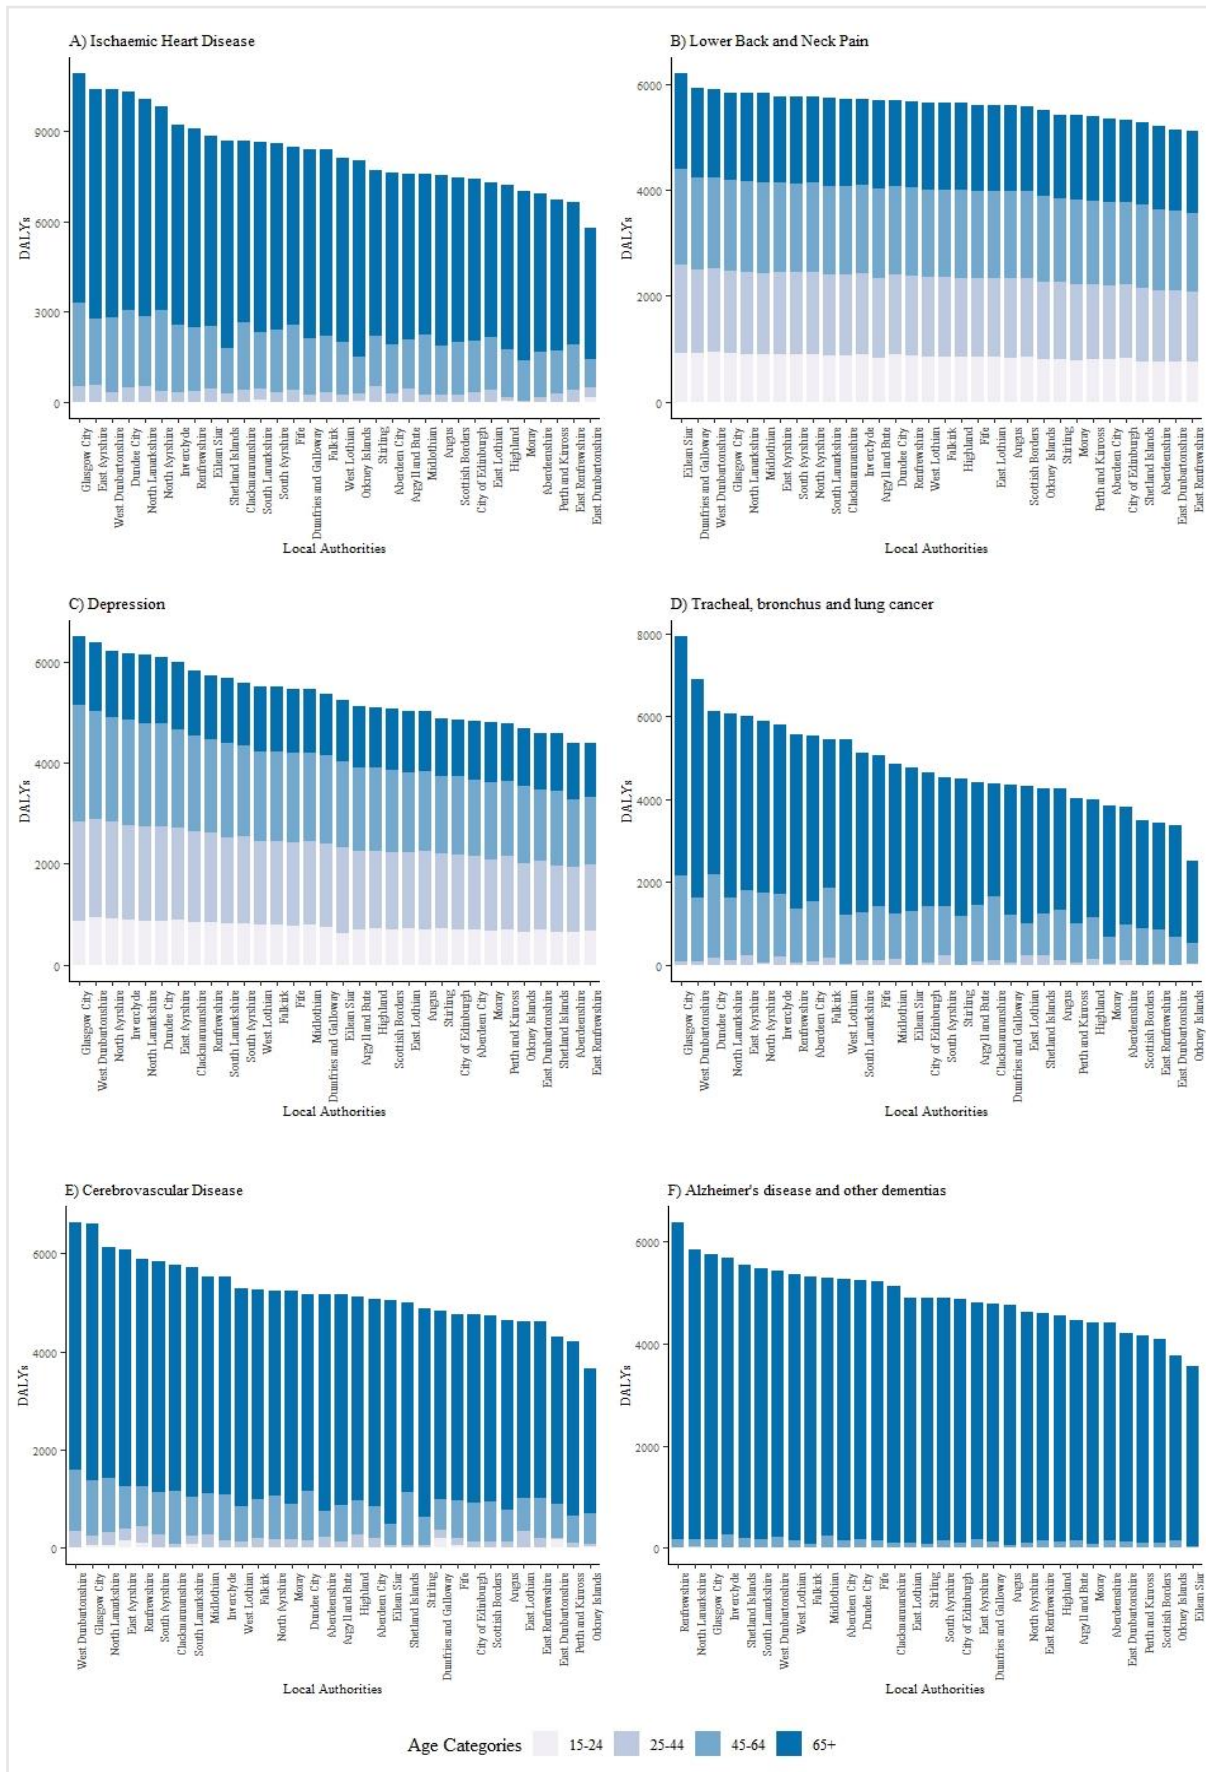 A) Ischaemic Heart Disease
DALYs
9000
6000
3000
0
Glasgow City
East Ayrshire
West Dunbartonshire
Dundee City
North Lanarkshire
North Ayrshire
Inverclyde
Renfrewshire
Eilean Siar
Shetland Islands
Clackmannanshire
South Lanarkshire
South Ayrshire
Fife
Dumfries and Galloway
Falkirk
West Lothian
Orkney Islands
Stirling
Aberdeen City
Argyll and Bute
Midlothian
Angus
Scottish Borders
City of Edinburgh
East Lothian
Highland
Moray
Aberdeenshire
Perth and Kinross
East Renfrewshire
East Dunbartonshire
Local Authorities
B) Lower Back and Neck Pain
DALYs
6000
4000
2000
0
Eilean Siar
Dumfries and Galloway
West Dunbartonshire
Glasgow City
North Lanarkshire
Midlothian
East Ayrshire
South Ayrshire
North Ayrshire
South Lanarkshire
Clackmannanshire
Inverclyde
Argyll and Bute
Dundee City
Renfrewshire
West Lothian
Falkirk
Highland
Fife
East Lothian
Angus
Scottish Borders
Orkney Islands
Stirling
Moray
Perth and Kinross
Aberdeen City
City of Edinburgh
Shetland Islands
Aberdeenshire
East Dunbartonshire
East Renfrewshire
Local Authorities
C) Depression
DALYs
6000
4000
2000
0
Glasgow City
West Dunbartonshire
North Ayrshire
Inverclyde
North Lanarkshire
Dundee City
East Ayrshire
Clackmannanshire
Renfrewshire
South Lanarkshire
South Ayrshire
West Lothian
Falkirk
Fife
Midlothian
Dumfries and Galloway
Eilean Siar
Argyll and Bute
Highland
Scottish Borders
East Lothian
Angus
Stirling
City of Edinburgh
Aberdeen City
Moray
Perth and Kinross
Orkney Islands
East Dunbartonshire
Shetland Islands
Aberdeenshire
East Renfrewshire
Local Authorities
D) Tracheal, bronchus and lung cancer
DALYs
8000
6000
4000
2000
0
Glasgow City
West Dunbartonshire
Dundee City
North Lanarkshire
East Ayrshire
North Ayrshire
Inverclyde
Renfrewshire
Aberdeen City
Falkirk
West Lothian
South Lanarkshire
Fife
Midlothian
Eilean Siar
City of Edinburgh
South Ayrshire
Stirling
Argyll and Bute
Clackmannanshire
Dumfries and Galloway
East Lothian
Shetland Islands
Angus
Perth and Kinross
Highland
Moray
Aberdeenshire
Scottish Borders
East Renfrewshire
East Dunbartonshire
Orkney Islands
Local Authorities
E) Cerebrovascular Disease
DALYs
6000
4000
2000
0
West Dunbartonshire
Glasgow City
North Lanarkshire
East Ayrshire
Renfrewshire
South Ayrshire
Clackmannanshire
South Lanarkshire
Midlothian
Inverclyde
West Lothian
Falkirk
North Ayrshire
Moray
Dundee City
Aberdeenshire
Argyll and Bute
Highland
Aberdeen City
Eilean Siar
Shetland Islands
Stirling
Dumfries and Galloway
Fife
City of Edinburgh
Scottish Borders
Angus
East Lothian
East Renfrewshire
East Dunbartonshire
Perth and Kinross
Orkney Islands
Local Authorities
F) Alzheimer's disease and other dementias
DALYs
6000
4000
2000
0
Renfrewshire
North Lanarkshire
Glasgow City
Inverclyde
Shetland Islands
South Lanarkshire
West Dunbartonshire
West Lothian
Falkirk
Midlothian
Aberdeen City
Dundee City
Fife
Clackmannanshire
Eilean Siar
Stirling
South Ayrshire
City of Edinburgh
East Ayrshire
Dumfries and Galloway
Angus
North Ayrshire
East Renfrewshire
Highland
Argyll and Bute
Moray
Aberdeenshire
East Dunbartonshire
Perth and Kinross
Scottish Borders
Orkney Islands
Eilean Siar
Local Authorities
Age Categories 15-24 25-44 45-64 65+